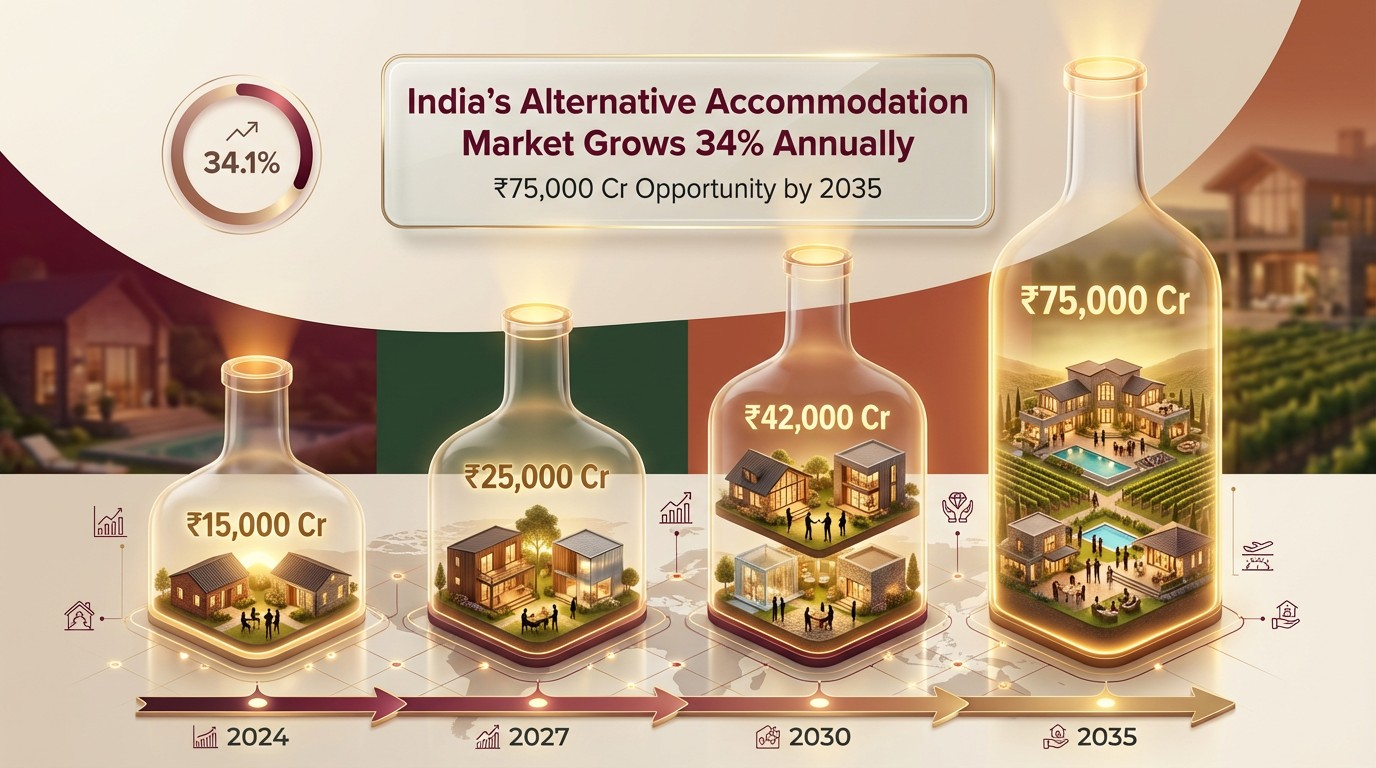 India’s Alternative Accommodation
Market Grows 34% Annually
₹75,000 Cr Opportunity by 2035
34.1%
₹15,000 Cr
₹25,000 Cr
₹42,000 Cr
₹75,000 Cr
2024
2027
2030
2035